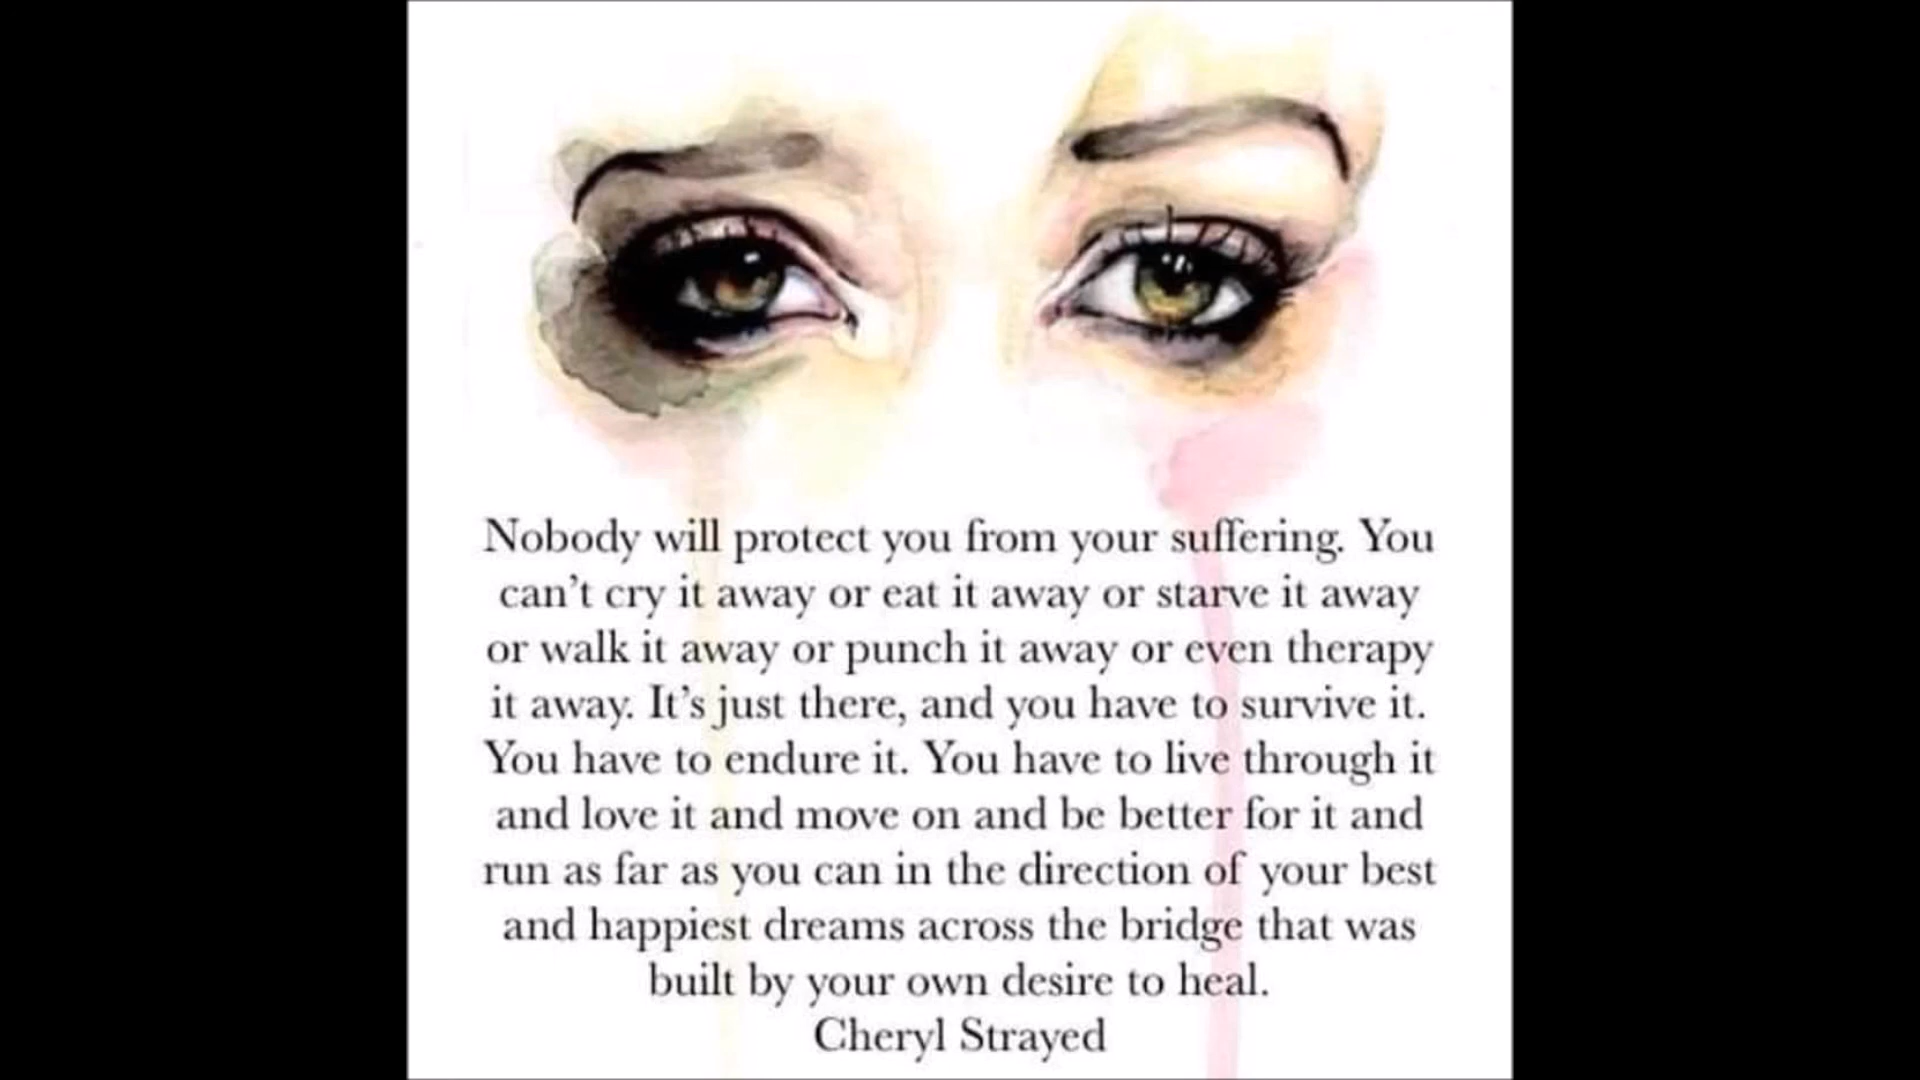 Nobody will protect you from your suffering. You
can’t cry it away or eat it away or starve it away
or walk it away or punch it away or even therapy
it away. It’s just there, and you have to survive it.
You have to endure it. You have to live through it
and love it and move on and be better for it and
run as far as you can in the direction of your best
and happiest dreams across the bridge that was
built by your own desire to heal.
Cheryl Strayed